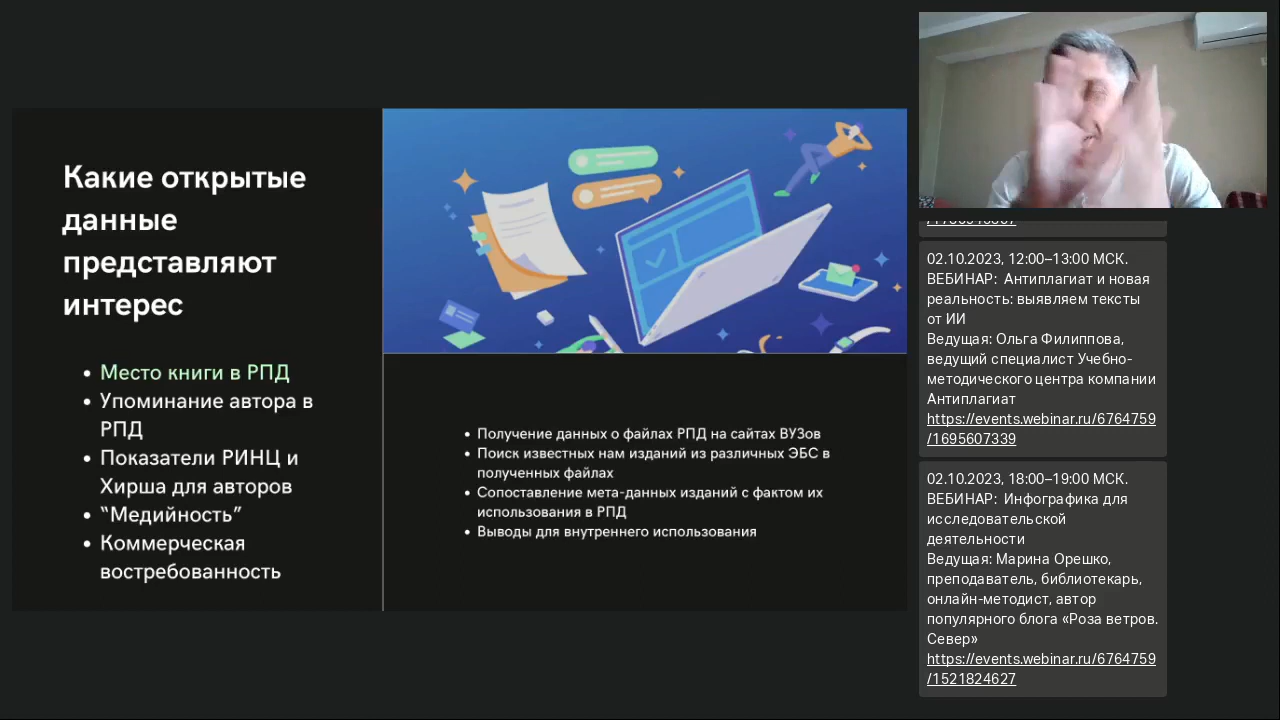 Какие открытые
данные
представляют
интерес
• Место книги в РПД
• Упоминание автора в
РПД
• Показатели РИНЦ и
Хирша для авторов
• “Медийность”
• Коммерческая
востребованность
• Получение данных о файлах РПД на сайтах ВУЗов
• Поиск известных нам изданий из различных ЭБС в
полученных файлах
• Сопоставление мета-данных изданий с фактом их
использования в РПД
• Выводы для внутреннего использования
02.10.2023, 12:00–13:00 МСК.
ВЕБИНАР: Антиплагиат и новая
реальность: выявляем тексты
от ИИ
Ведущая: Ольга Филиппова,
ведущий специалист Учебно-
методического центра компании
Антиплагиат
https://events.webinar.ru/6764759
/1695607339
02.10.2023, 18:00–19:00 МСК.
ВЕБИНАР: Инфографика для
исследовательской
деятельности
Ведущая: Марина Орешко,
преподаватель, библиотекарь,
онлайн-методист, автор
популярного блога «Роза ветров.
Север»
https://events.webinar.ru/6764759
/1521824627